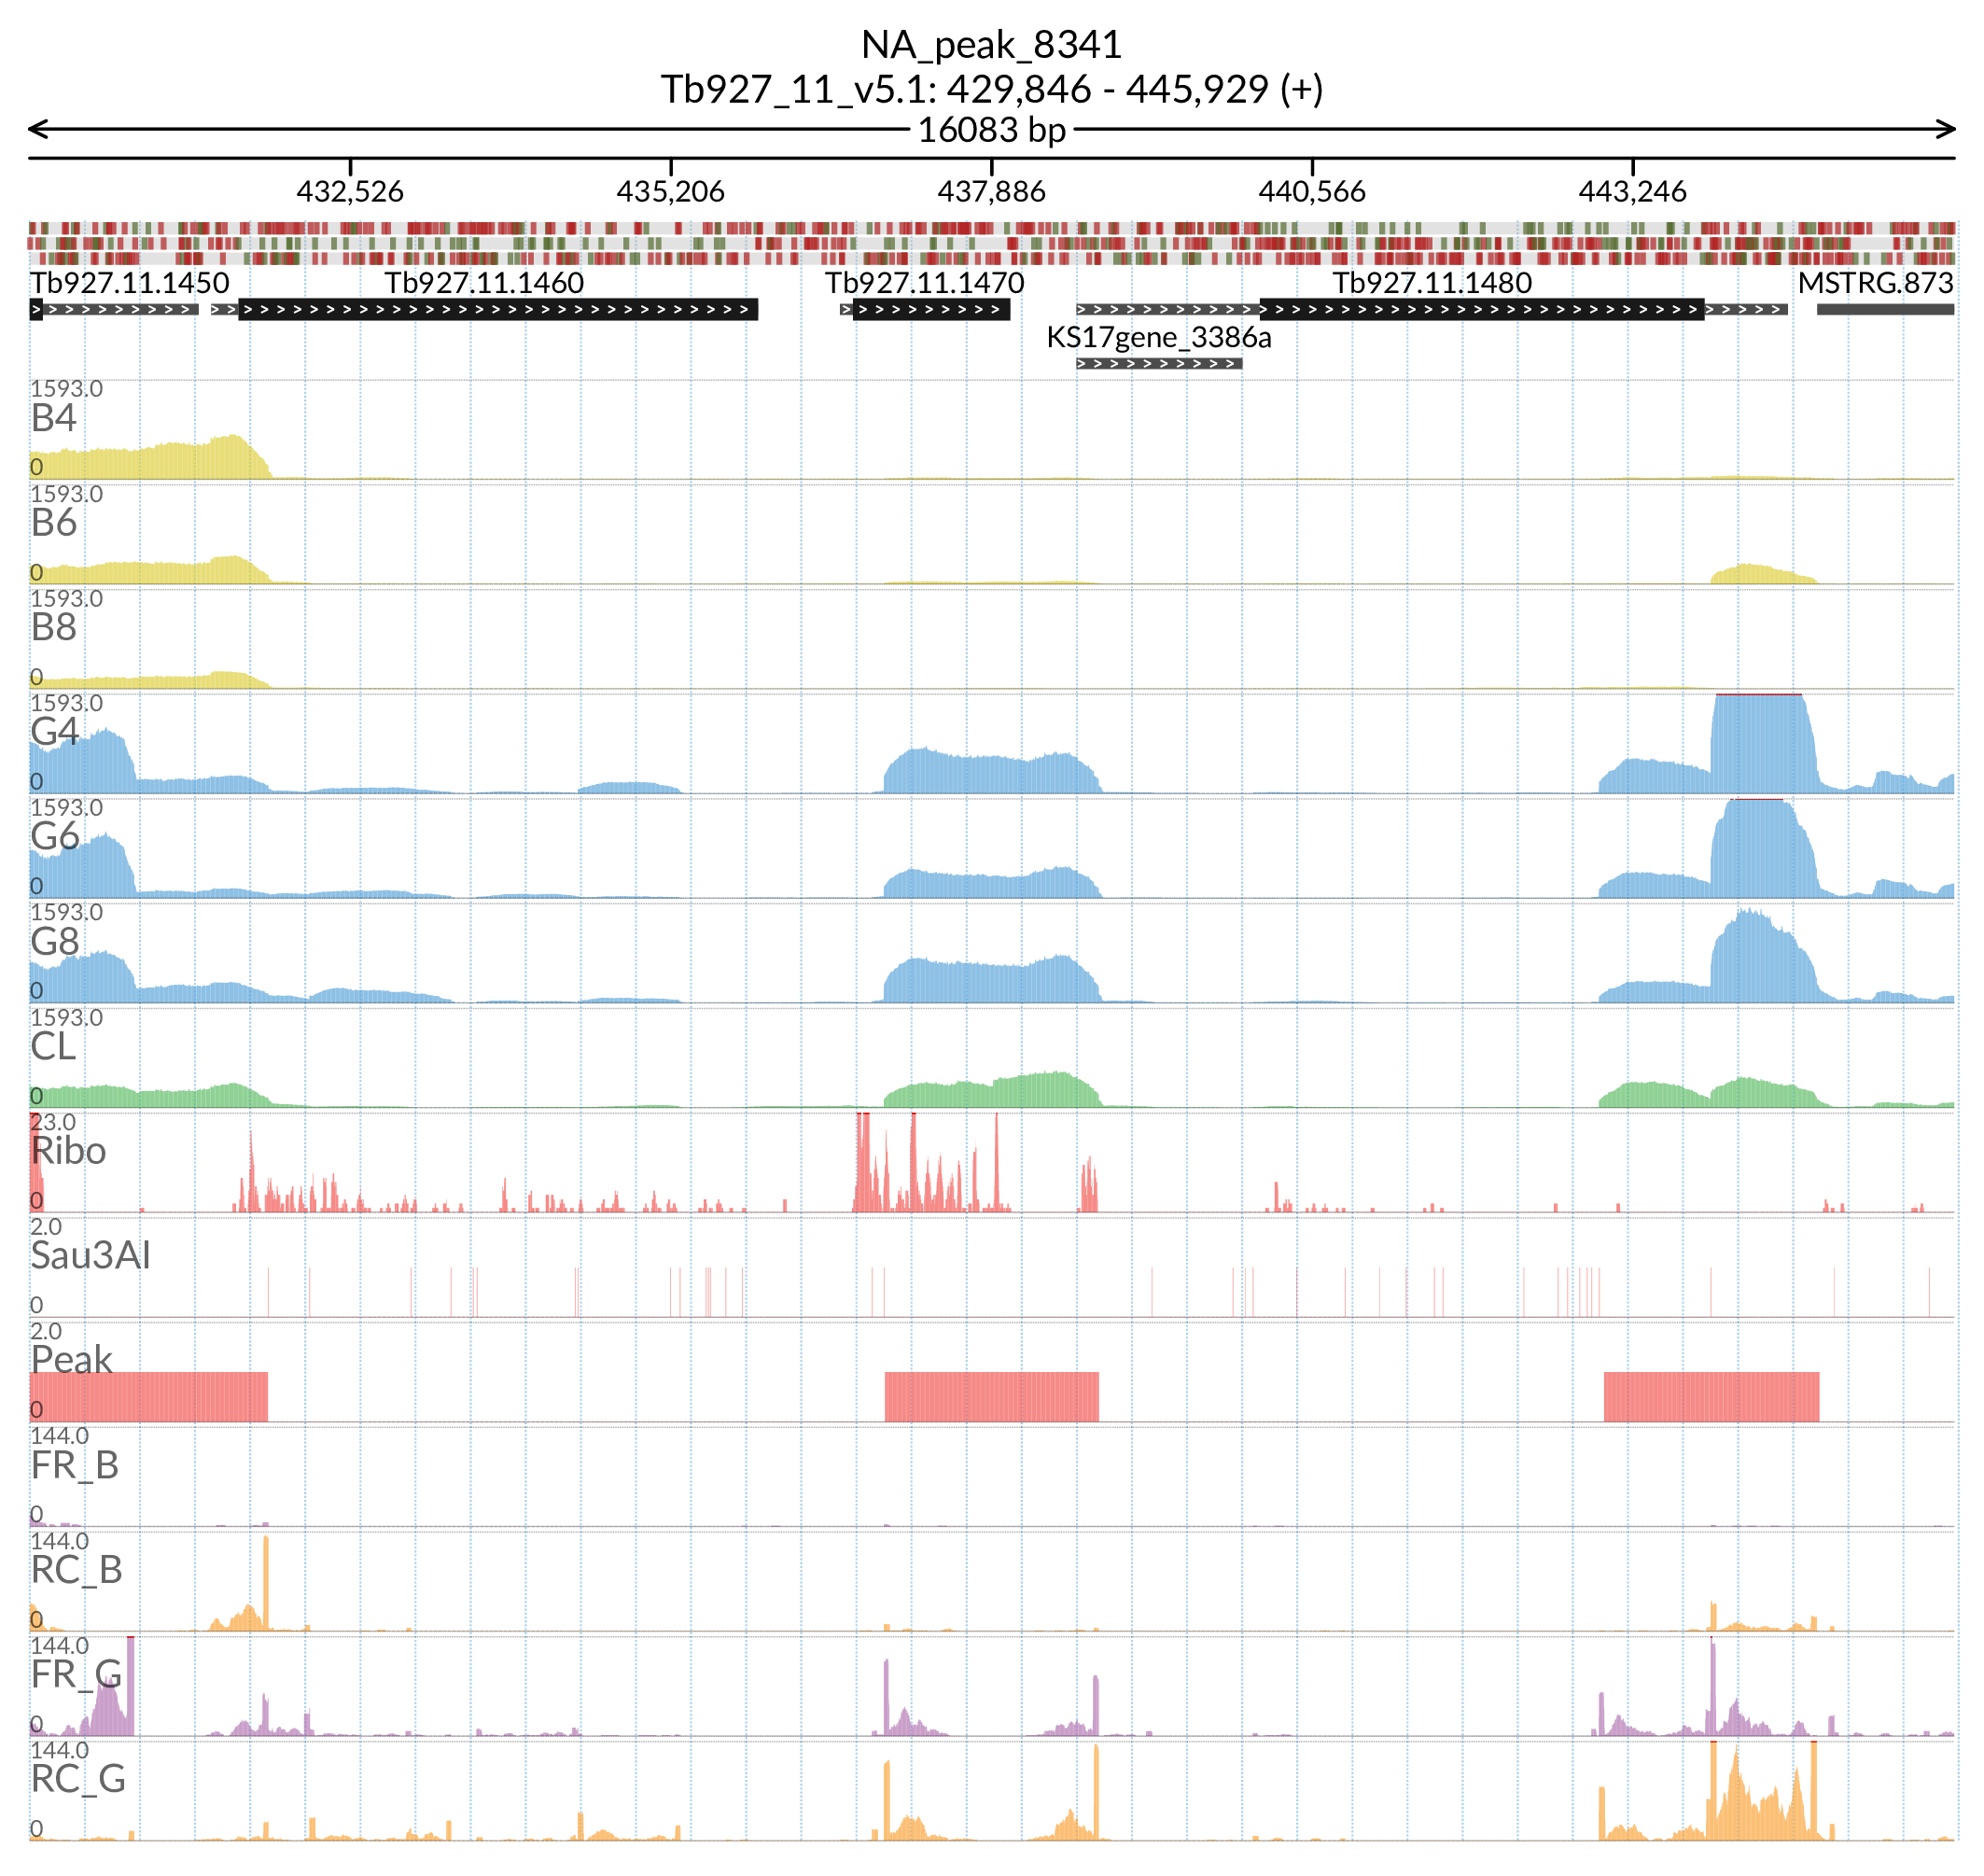 NA_peak_8341
Tb927_11_v5.1: 429,846 - 445,929 (+)
16083 bp
432,526 435,206 437,886 440,566 443,246
Tb927.11.1450 Tb927.11.1460 Tb927.11.1470 Tb927.11.1480 MSTRG.873
KS17gene_3386a
1593.0
B4
0
1593.0
B6
0
1593.0
B8
0
1593.0
G4
0
1593.0
G6
0
1593.0
G8
0
1593.0
CL
0
23.0
Ribo
0
2.0
Sau3AI
0
2.0
Peak
0
144.0
FR_B
0
144.0
RC_B
0
144.0
FR_G
0
144.0
RC_G
0